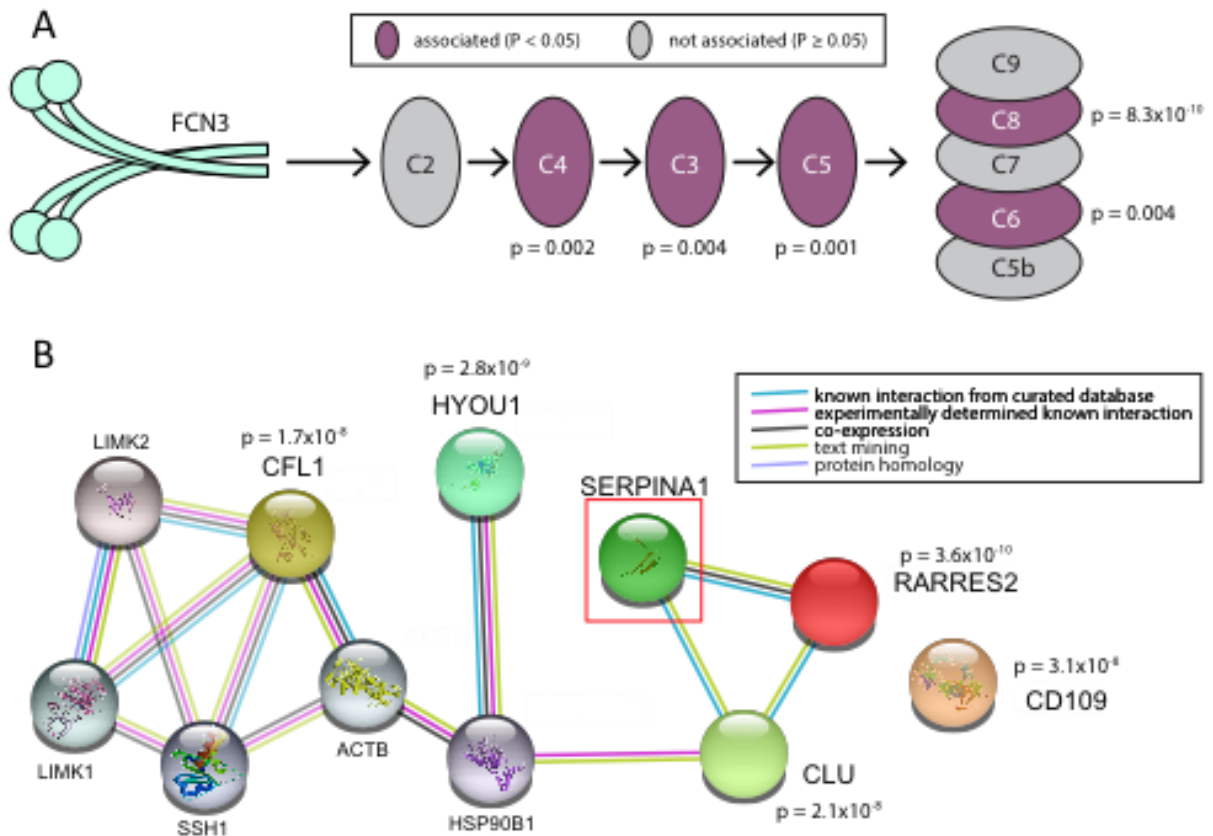 A
associated (P < 0.05)
not associated (P ≥ 0.05)
FCN3
C2
C4
C3
C5
p = 0.002
p = 0.004
p = 0.001
C9
C8
C7
C6
C5b
p = 8.3x10⁻¹⁰
p = 0.004
B
p = 2.8x10⁻⁹
HYOU1
known interaction from curated database
experimentally determined known interaction
co-expression
text mining
protein homology
LIMK2
p = 1.7x10⁻⁸
CFL1
SERPINA1
p = 3.6x10⁻¹⁰
RARRES2
p = 3.1x10⁻⁸
CD109
LIMK1
SSH1
ACTB
HSP90B1
CLU
p = 2.1x10⁻⁸